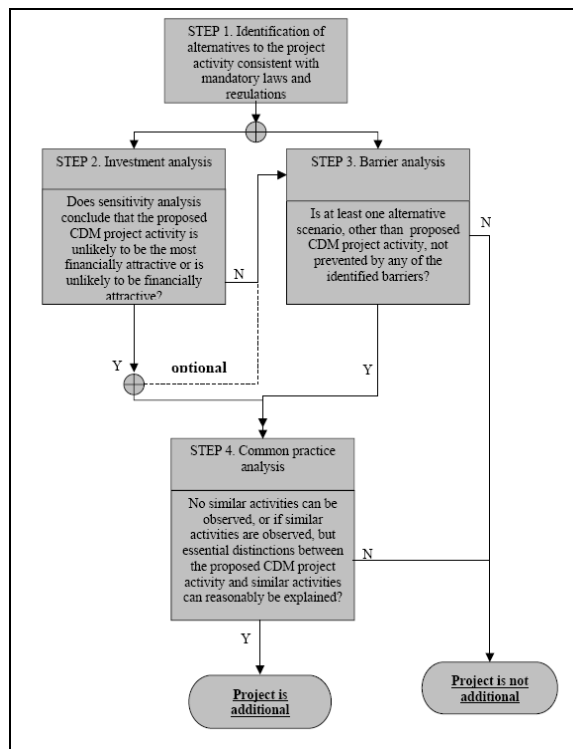 STEP 1. Identification of
alternatives to the project
activity consistent with
mandatory laws and
regulations
STEP 2. Investment analysis
Does sensitivity analysis
conclude that the proposed
CDM project activity is
unlikely to be the most
financially attractive or is
unlikely to be financially
attractive?
N
Y
optional
STEP 3. Barrier analysis
Is at least one alternative
scenario, other than proposed
CDM project activity, not
prevented by any of the
identified barriers?
N
Y
STEP 4. Common practice
analysis
No similar activities can be
observed, or if similar
activities are observed, but
essential distinctions between
the proposed CDM project
activity and similar activities
can reasonably be explained?
N
Y
Project is
additional
Project is not
additional